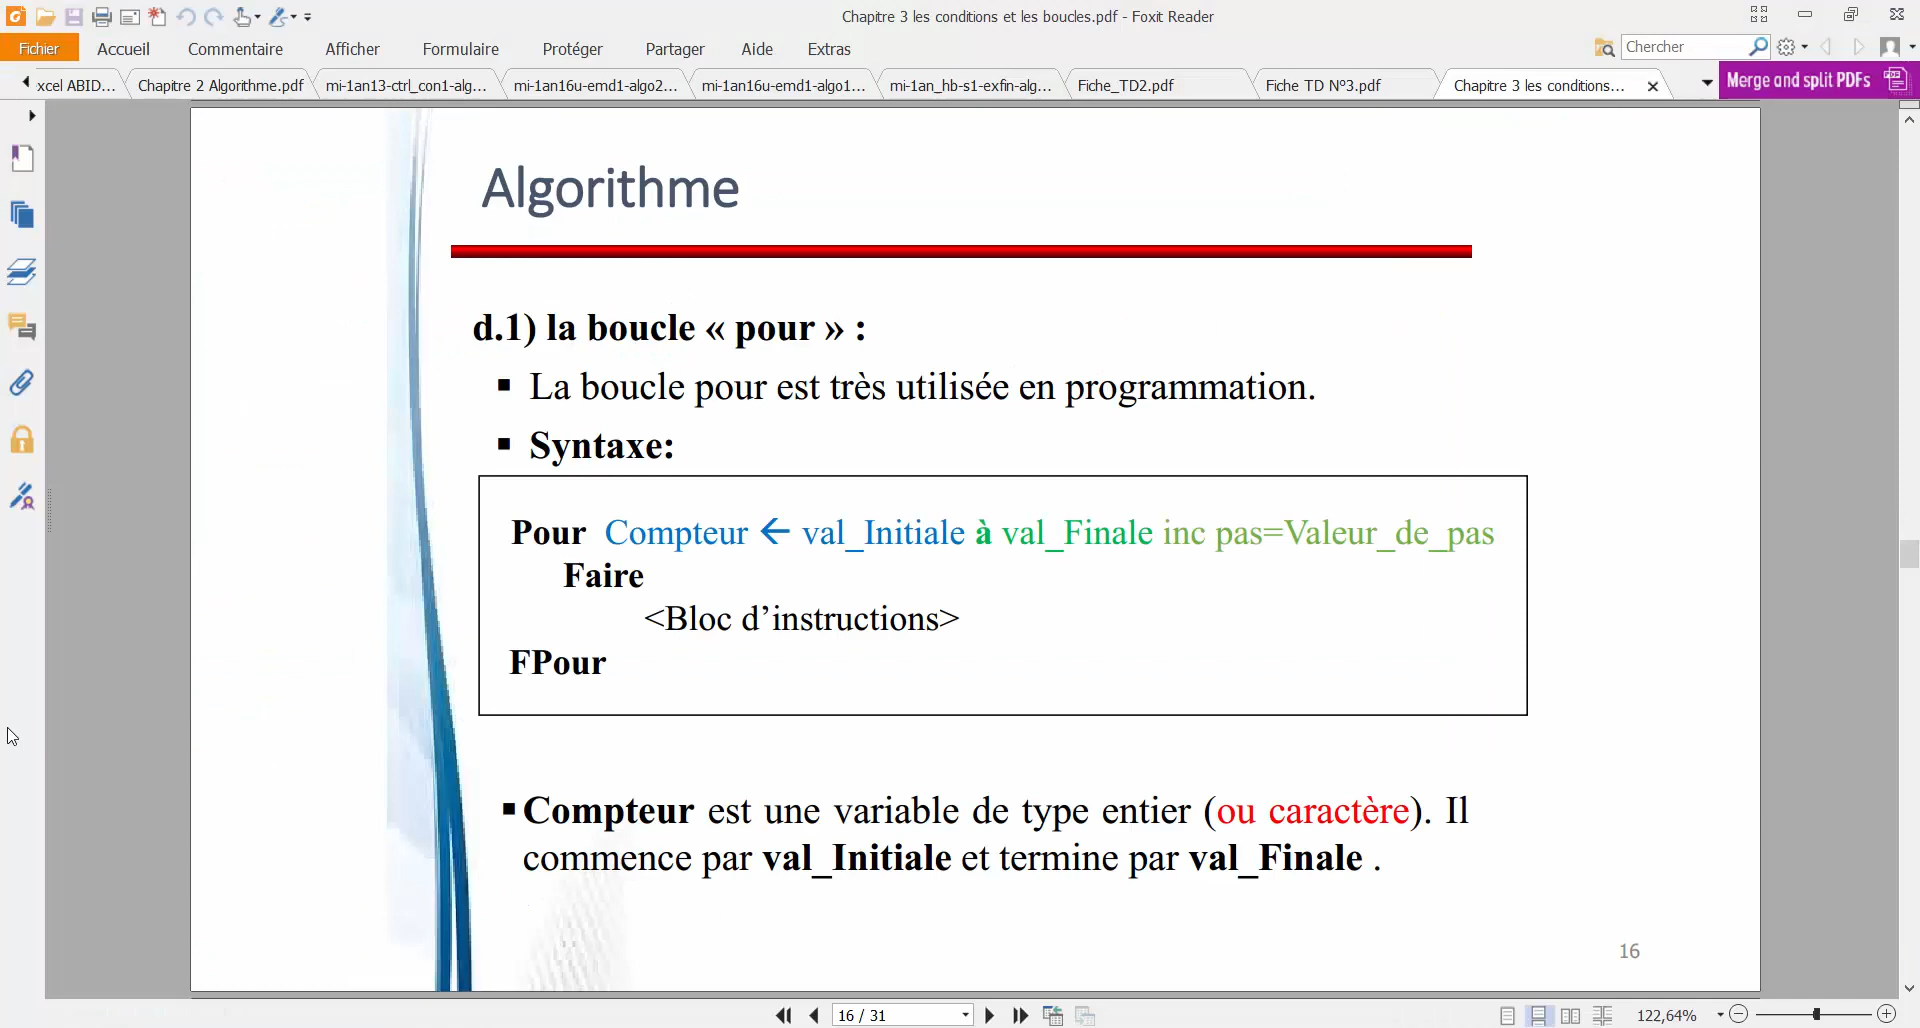 Chapitre 3 les conditions et les boucles.pdf - Foxit Reader
Fichier Accueil Commentaire Afficher Formulaire Protéger Partager Aide Extras Chercher
xcel ABID... Chapitre 2 Algorithme.pdf mi-1an13-ctrl_con1-alg... mi-1an16u-emd1-algo2... mi-1an16u-emd1-algo1... mi-1an_hb-s1-exfin-alg... Fiche_TD2.pdf Fiche TD Nº3.pdf Chapitre 3 les conditions... Merge and split PDFs
Algorithme
d.1) la boucle « pour » :
▪ La boucle pour est très utilisée en programmation.
▪ Syntaxe:
Pour Compteur ← val_Initiale à val_Finale inc pas=Valeur_de_pas
Faire
<Bloc d’instructions>
FPour
▪ Compteur est une variable de type entier (ou caractère). Il
commence par val_Initiale et termine par val_Finale .
16
16 / 31 122,64%